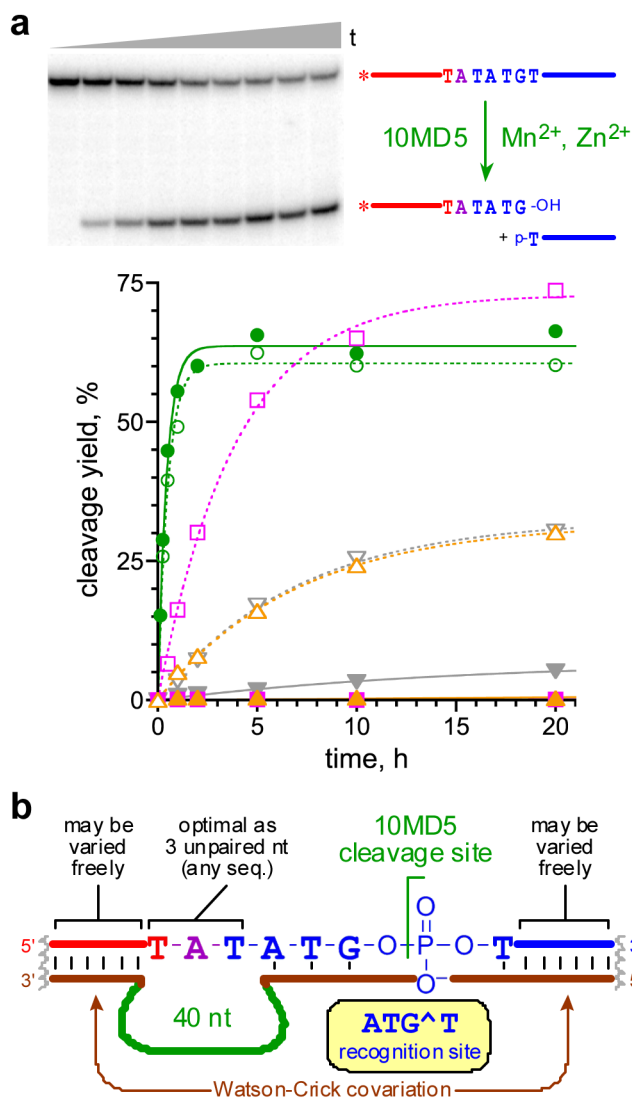 a
t
*TATATGT
10MD5 Mn2+, Zn2+
*TATATG-OH
+ p-T
75
50
25
0
cleavage yield, %
0 5 10 15 20
time, h
b
may be varied freely
optimal as 3 unpaired nt (any seq.)
10MD5 cleavage site
may be varied freely
O
5' T-A-T-A-T-G-O-P-O-T 3
3' O 5
40 nt
ATG^T
recognition site
Watson-Crick covariation